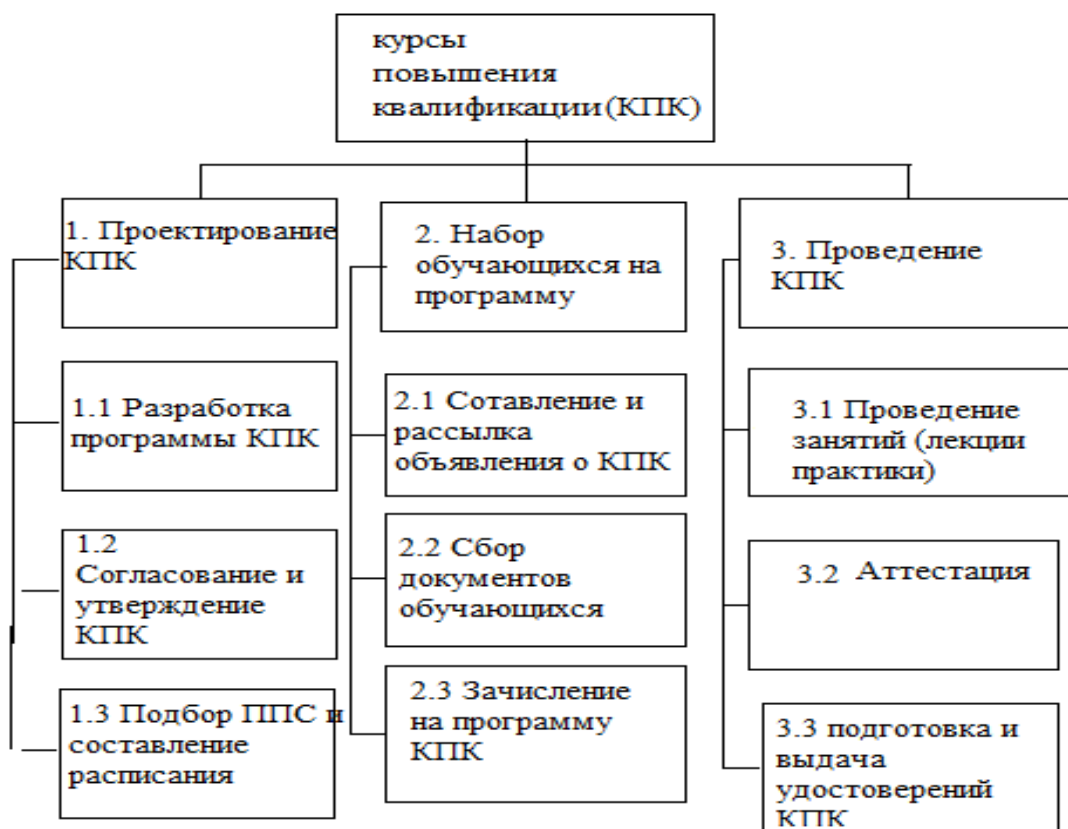 курсы
повышения
квалификации (КПК)
1. Проектирование
КПК
1.1 Разработка
программы КПК
1.2
Согласование и
утверждение
КПК
1.3 Подбор ППС и
составление
расписания
2. Набор
обучающихся на
программу
2.1 Сотавление и
рассылка
объявления о КПК
2.2 Сбор
документов
обучающихся
2.3 Зачисление
на программу
КПК
3. Проведение
КПК
3.1 Проведение
занятий (лекции
практики)
3.2 Аттестация
3.3 подготовка и
выдача
удостоверений
КПК